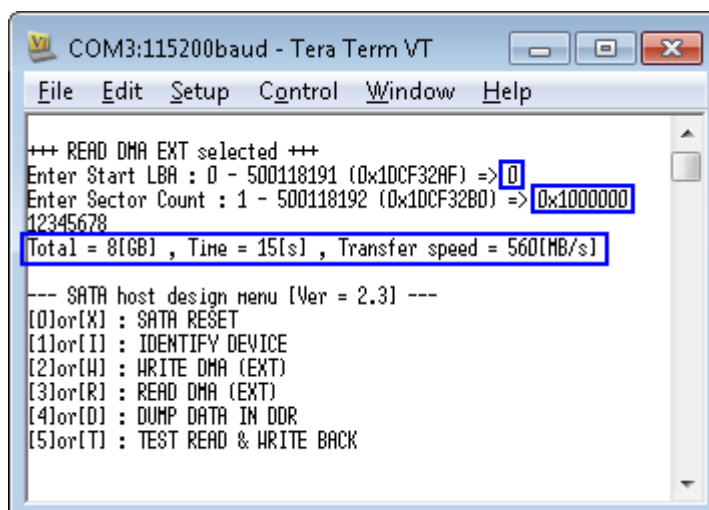 COM3:115200baud - Tera Term VT
File Edit Setup Control Window Help
+++ READ DMA EXT selected +++
Enter Start LBA : 0 - 500118191 (0x1DCF32AF) => 0
Enter Sector Count : 1 - 500118192 (0x1DCF32B0) => 0x1000000
12345678
Total = 8[GB] , Time = 15[s] , Transfer speed = 560[MB/s]
--- SATA host design menu [Ver = 2.3] ---
[0]or[X] : SATA RESET
[1]or[I] : IDENTIFY DEVICE
[2]or[W] : WRITE DMA (EXT)
[3]or[R] : READ DMA (EXT)
[4]or[D] : DUMP DATA IN DDR
[5]or[T] : TEST READ & WRITE BACK